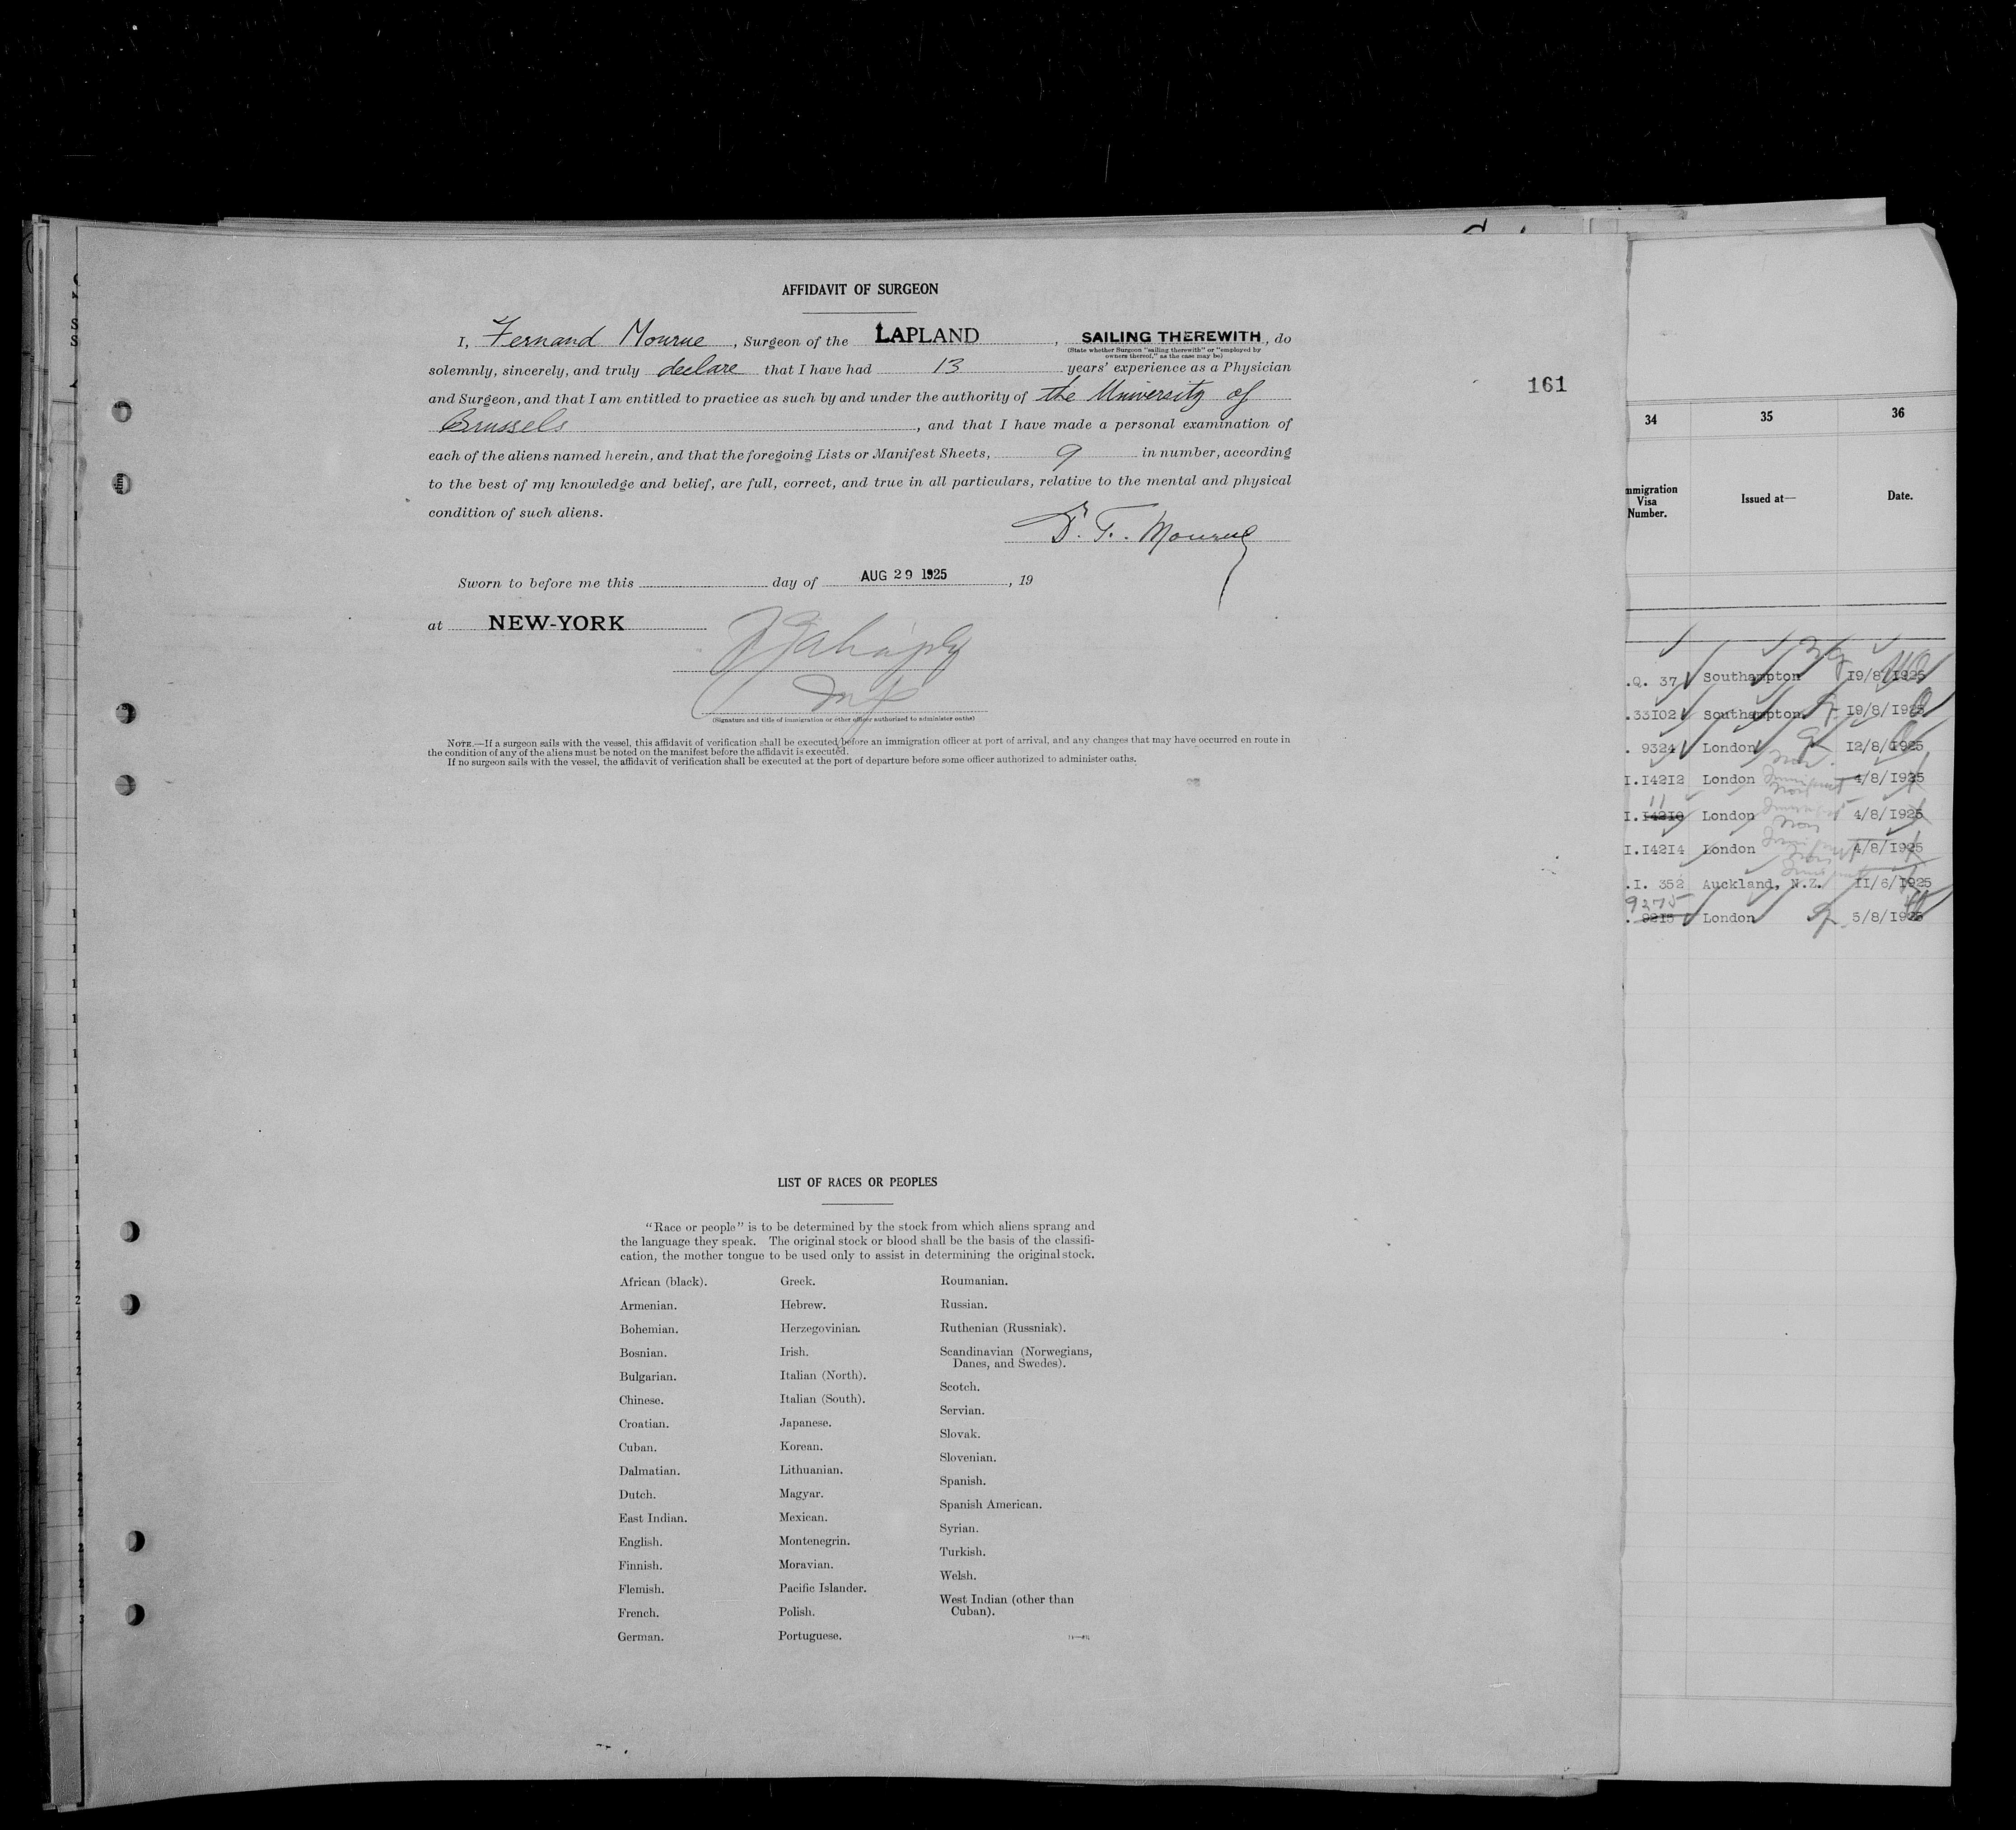 AFFIDAVIT OF SURGEON
I, Fernand Mourue, Surgeon of the LAPLAND, SAILING THEREWITH, do
(State whether Surgeon "sailing therewith" or "employed by
owners thereof," as the case may be)
solemnly, sincerely, and truly declare that I have had 13 years' experience as a Physician
and Surgeon, and that I am entitled to practice as such by and under the authority of the University of
Brussels, and that I have made a personal examination of
each of the aliens named herein, and that the foregoing Lists or Manifest Sheets, 9 in number, according
to the best of my knowledge and belief, are full, correct, and true in all particulars, relative to the mental and physical
condition of such aliens.
Dr. F. Mourue
Sworn to before me this day of AUG 29 1925, 19
at NEW-YORK
(Signature and title of immigration or other officer authorized to administer oaths)
NOTE.—If a surgeon sails with the vessel, this affidavit of verification shall be executed before an immigration officer at port of arrival, and any changes that may have occurred en route in
the condition of any of the aliens must be noted on the manifest before the affidavit is executed.
If no surgeon sails with the vessel, the affidavit of verification shall be executed at the port of departure before some officer authorized to administer oaths.
161
LIST OF RACES OR PEOPLES
"Race or people" is to be determined by the stock from which aliens sprang and
the language they speak. The original stock or blood shall be the basis of the classifi-
cation, the mother tongue to be used only to assist in determining the original stock.
African (black).
Armenian.
Bohemian.
Bosnian.
Bulgarian.
Chinese.
Croatian.
Cuban.
Dalmatian.
Dutch.
East Indian.
English.
Finnish.
Flemish.
French.
German.
Greek.
Hebrew.
Herzegovinian.
Irish.
Italian (North).
Italian (South).
Japanese.
Korean.
Lithuanian.
Magyar.
Mexican.
Montenegrin.
Moravian.
Pacific Islander.
Polish.
Portuguese.
Roumanian.
Russian.
Ruthenian (Russniak).
Scandinavian (Norwegians,
Danes, and Swedes).
Scotch.
Servian.
Slovak.
Slovenian.
Spanish.
Spanish American.
Syrian.
Turkish.
Welsh.
West Indian (other than
Cuban).
34 35 36
mmigration
Visa
Number.
Issued at—
Date.
.Q. 37 Southampton 19/8/1925
.33I02 Southampton 19/8/1925
. 9324 London I2/8/1925
I.I42I2 London 4/8/I925
11
I.I42I0 London 4/8/I925
I.I42I4 London 4/8/I925
.I. 352 Auckland, N.Z. II/6/I925
9275
. 92I5 London 5/8/I925